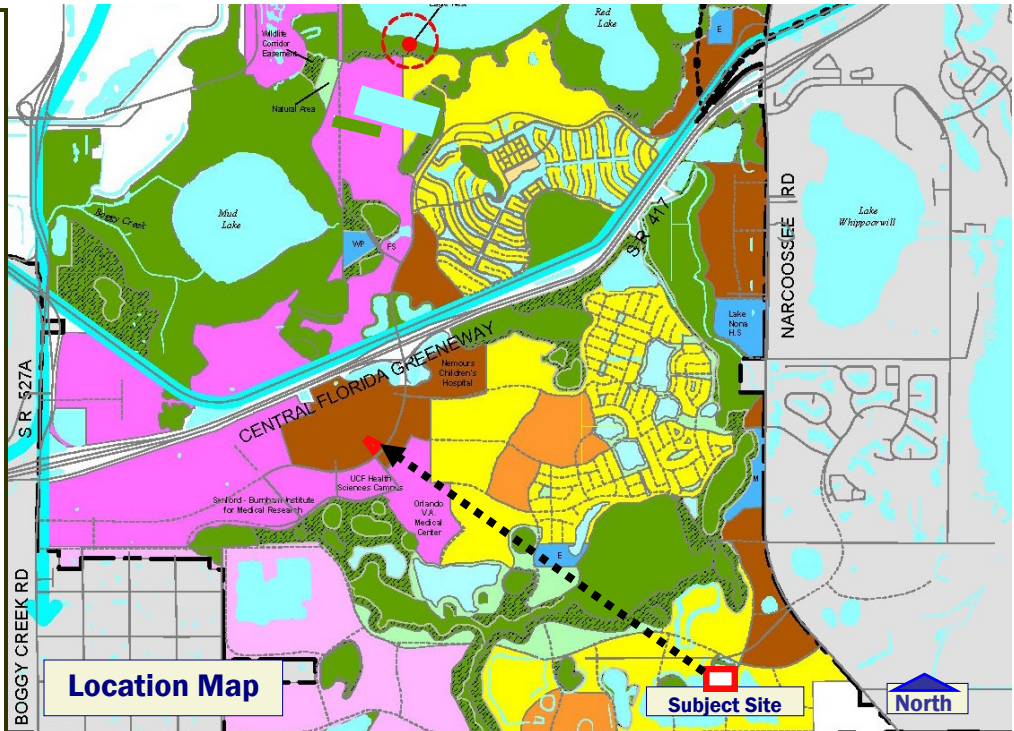 Eagle Nest
Red
Lake
E
Wildlife
Corridor
Easement
Natural Area
Mud
Lake
Boggy Creek
WP
FS
S R 417
NARCOOSSEE RD
Lake
Whippoorwill
Lake
Nona
H.S
S R 527A
CENTRAL FLORIDA GREENEWAY
Nemours
Children's
Hospital
UCF Health
Sciences Campus
Sanford - Burnham Institute
for Medical Research
Orlando
V.A.
Medical
Center
M
E
BOGGY CREEK RD
Location Map
Subject Site
North